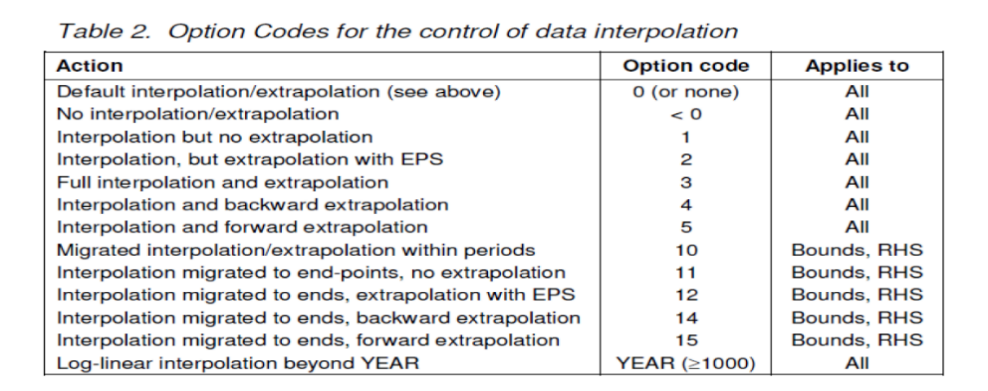 Table 2. Option Codes for the control of data interpolation
Action Option code Applies to
Default interpolation/extrapolation (see above) 0 (or none) All
No interpolation/extrapolation < 0 All
Interpolation but no extrapolation 1 All
Interpolation, but extrapolation with EPS 2 All
Full interpolation and extrapolation 3 All
Interpolation and backward extrapolation 4 All
Interpolation and forward extrapolation 5 All
Migrated interpolation/extrapolation within periods 10 Bounds, RHS
Interpolation migrated to end-points, no extrapolation 11 Bounds, RHS
Interpolation migrated to ends, extrapolation with EPS 12 Bounds, RHS
Interpolation migrated to ends, backward extrapolation 14 Bounds, RHS
Interpolation migrated to ends, forward extrapolation 15 Bounds, RHS
Log-linear interpolation beyond YEAR YEAR (≥1000) All